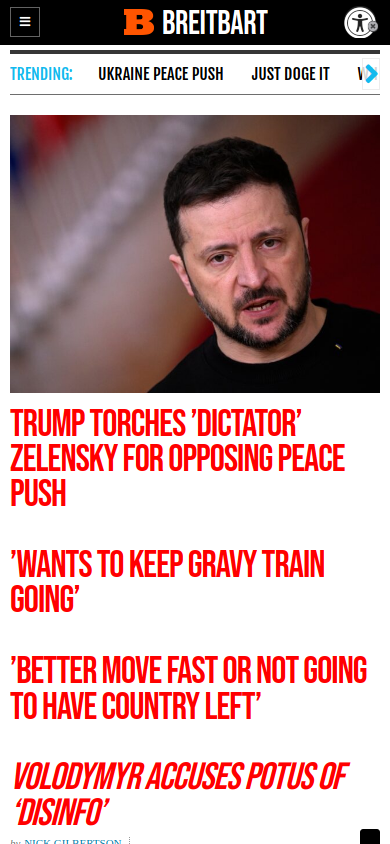 BREITBART
TRENDING: UKRAINE PEACE PUSH JUST DOGE IT
TRUMP TORCHES 'DICTATOR'
ZELENSKY FOR OPPOSING PEACE
PUSH
'WANTS TO KEEP GRAVY TRAIN
GOING'
'BETTER MOVE FAST OR NOT GOING
TO HAVE COUNTRY LEFT'
VOLODYMYR ACCUSES POTUS OF
'DISINFO'
by NICK GILBERTSON